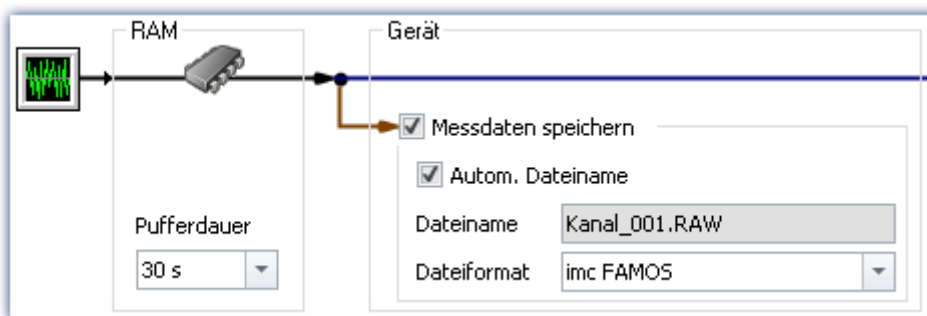 RAM
Gerät
Messdaten speichern
Autom. Dateiname
Pufferdauer
Dateiname Kanal_001.RAW
30 s
Dateiformat imc FAMOS